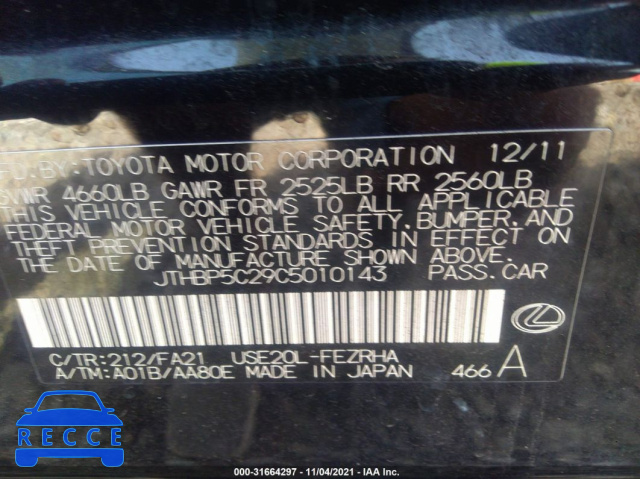 FD.BY:TOYOTA MOTOR CORPORATION 12/11
GVWR 4660LB GAWR FR 2525LB RR 2560LB
THIS VEHICLE CONFORMS TO ALL APPLICABLE
FEDERAL MOTOR VEHICLE SAFETY,BUMPER,AND
THEFT PREVENTION STANDARDS IN EFFECT ON
THE DATE OF MANUFACTURE SHOWN ABOVE.
JTHBP5C29C5010143 PASS.CAR
C/TR:212/FA21 USE20L-FEZRHA
A/TM:A01B/AA80E MADE IN JAPAN 466 A
RECCE
000-31664297 - 11/04/2021 - IAA Inc.